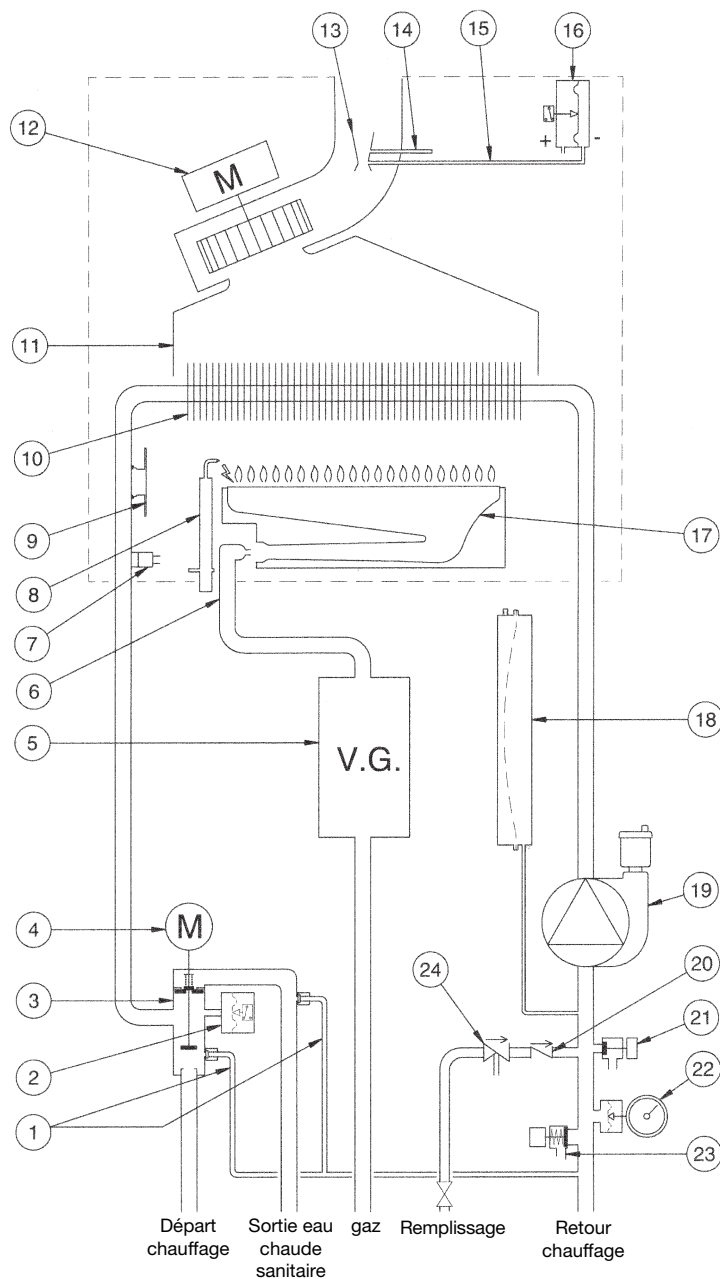 13
14
15
16
12
M
+ -
11
10
9
8
7
6
17
5
V.G.
18
4
M
19
3
24
20
21
2
22
1
23
Départ
chauffage
Sortie eau
chaude
sanitaire
gaz
Remplissage
Retour
chauffage